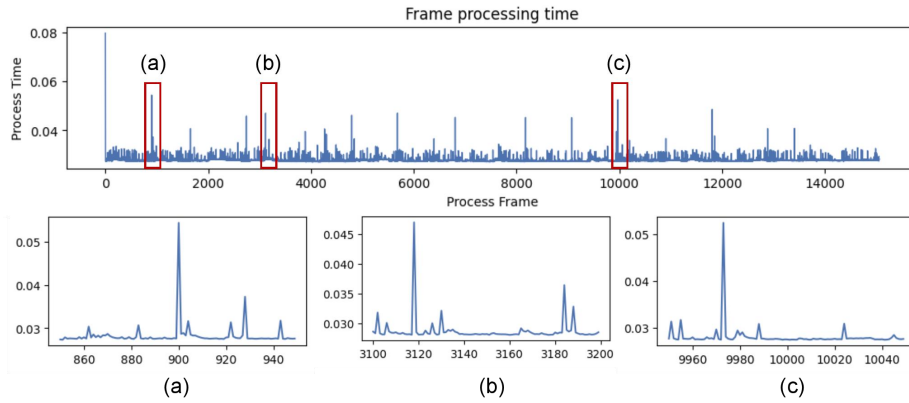 Frame processing time
0.08
(a) (b) (c)
0.06
0.04
Process Time
0 2000 4000 6000 8000 10000 12000 14000
Process Frame
0.05
0.04
0.03
860 880 900 920 940
(a)
0.045
0.040
0.035
0.030
3100 3120 3140 3160 3180 3200
(b)
0.05
0.04
0.03
9960 9980 10000 10020 10040
(c)